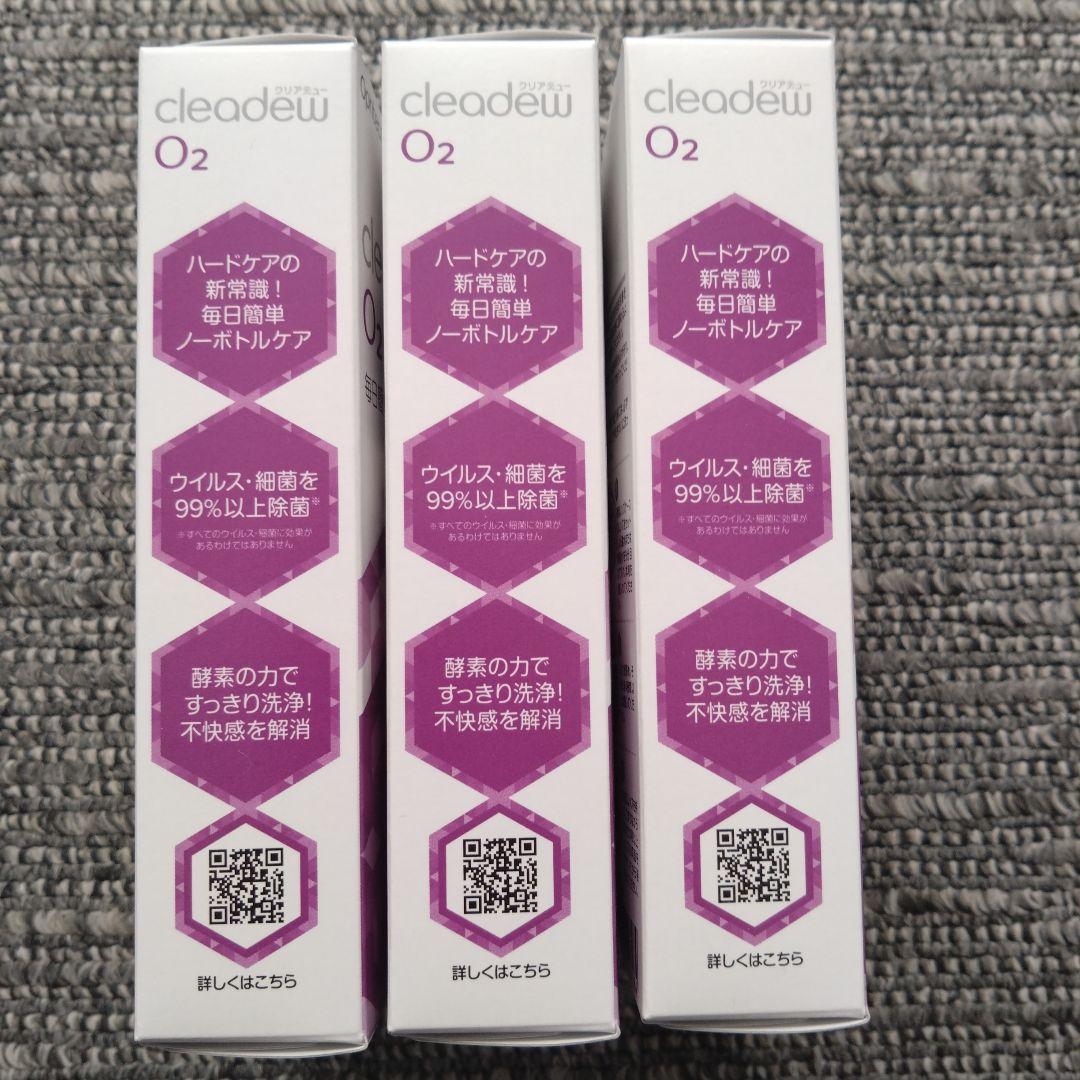 クリアデュー
cleadew
O2
ハードケアの
新常識！
毎日簡単
ノーボトルケア
ウイルス・細菌を
99%以上除菌※
※すべてのウイルス・細菌に効果が
あるわけではありません
酵素の力で
すっきり洗浄!
不快感を解消
詳しくはこちら
クリアデュー
cleadew
O2
ハードケアの
新常識！
毎日簡単
ノーボトルケア
ウイルス・細菌を
99%以上除菌※
※すべてのウイルス・細菌に効果が
あるわけではありません
酵素の力で
すっきり洗浄!
不快感を解消
詳しくはこちら
クリアデュー
cleadew
O2
ハードケアの
新常識！
毎日簡単
ノーボトルケア
ウイルス・細菌を
99%以上除菌※
※すべてのウイルス・細菌に効果が
あるわけではありません
酵素の力で
すっきり洗浄!
不快感を解消
詳しくはこちら